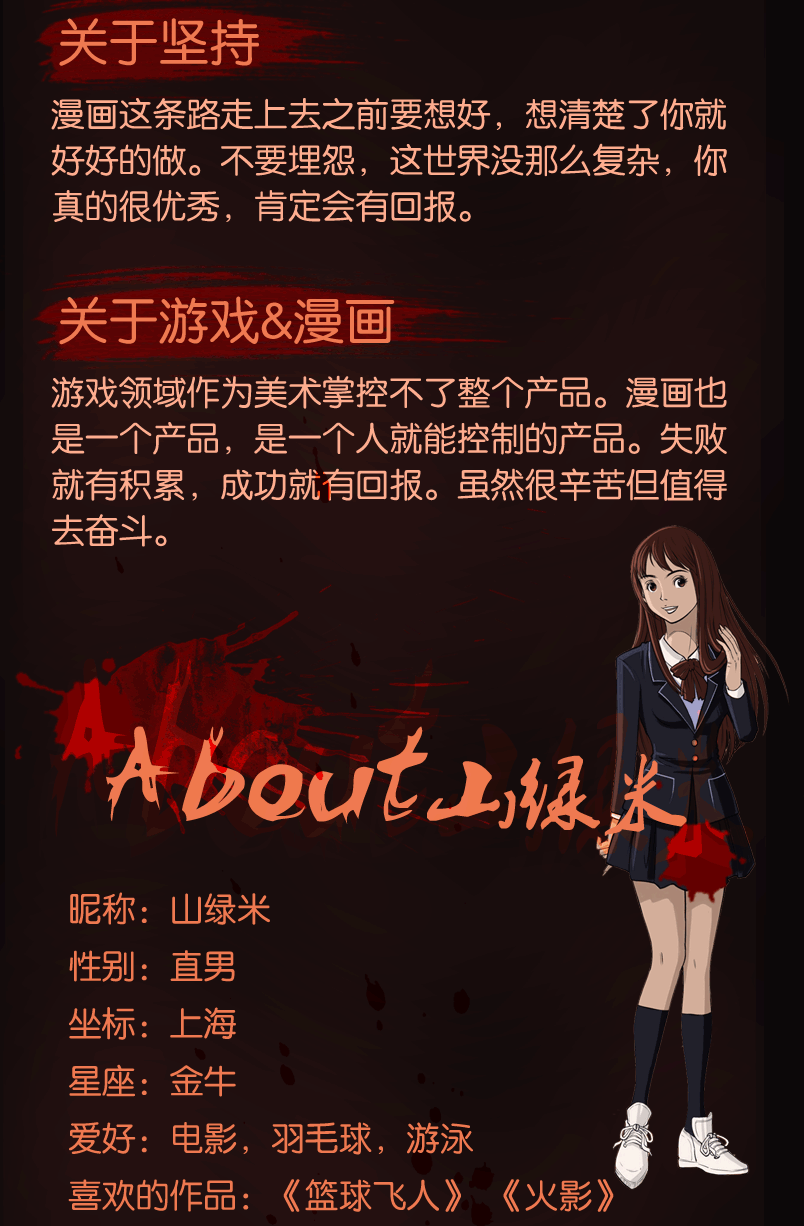 关于坚持
漫画这条路走上去之前要想好，想清楚了你就
好好的做。不要埋怨，这世界没那么复杂，你
真的很优秀，肯定会有回报。
关于游戏&漫画
游戏领域作为美术掌控不了整个产品。漫画也
是一个产品，是一个人就能控制的产品。失败
就有积累，成功就有回报。虽然很辛苦但值得
去奋斗。
About山绿米
昵称：山绿米
性别：直男
坐标：上海
星座：金牛
爱好：电影，羽毛球，游泳
喜欢的作品：《篮球飞人》《火影》